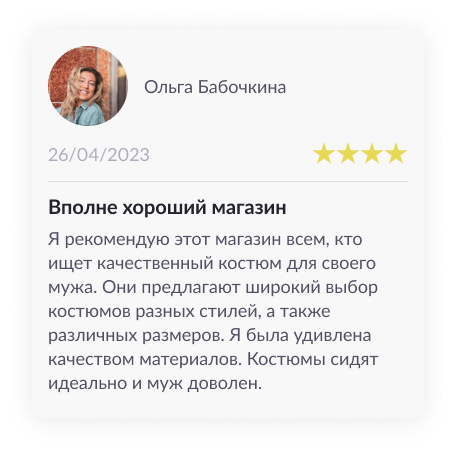 Ольга Бабочкина
26/04/2023
Вполне хороший магазин
Я рекомендую этот магазин всем, кто
ищет качественный костюм для своего
мужа. Они предлагают широкий выбор
костюмов разных стилей, а также
различных размеров. Я была удивлена
качеством материалов. Костюмы сидят
идеально и муж доволен.